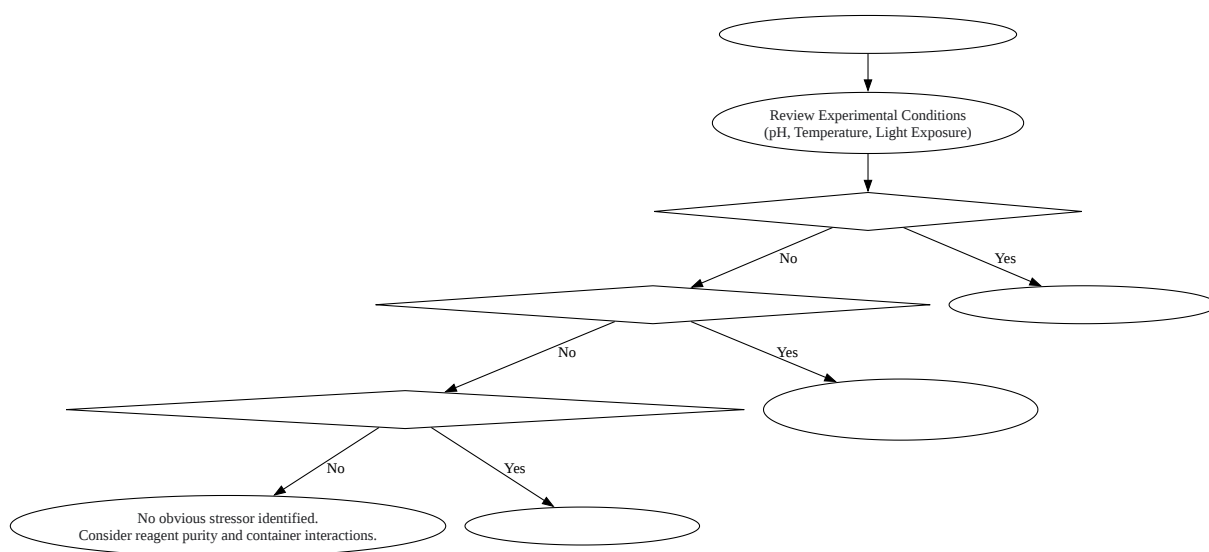 Review Experimental Conditions
(pH, Temperature, Light Exposure)
No
Yes
No
Yes
No
Yes
No obvious stressor identified.
Consider reagent purity and container interactions.